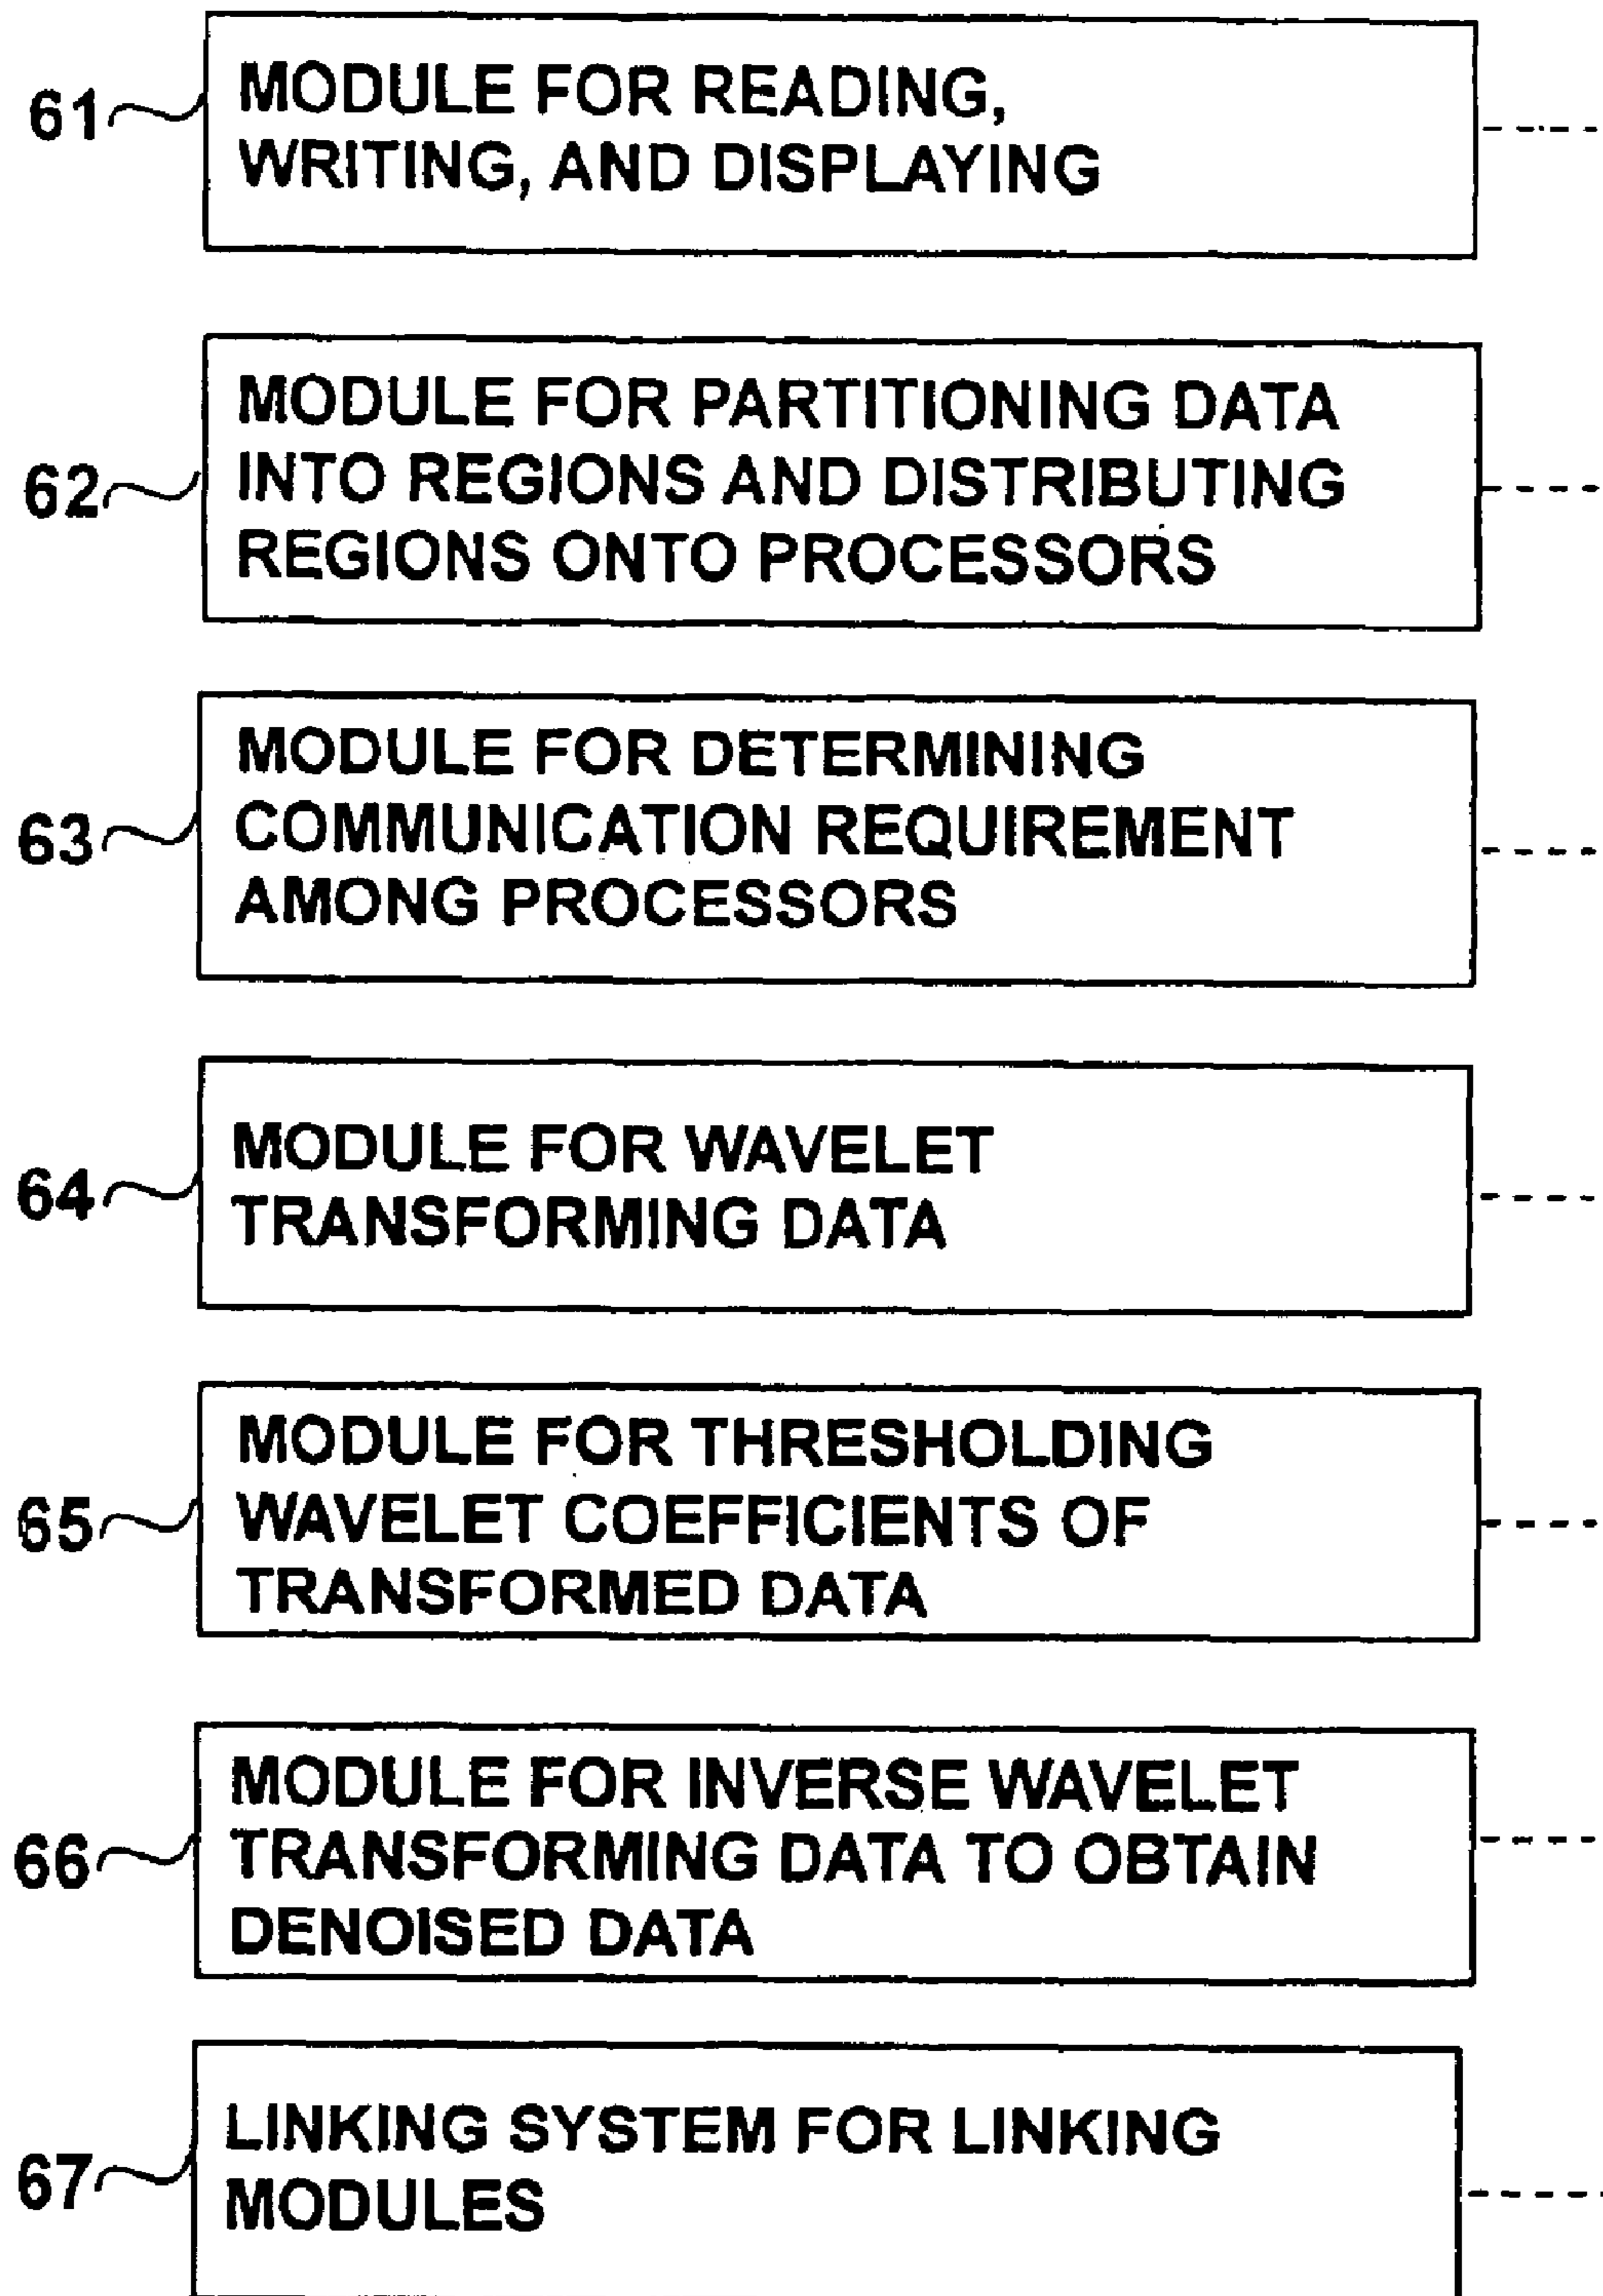 61
MODULE FOR READING,
WRITING, AND DISPLAYING
62
MODULE FOR PARTITIONING DATA
INTO REGIONS AND DISTRIBUTING
REGIONS ONTO PROCESSORS
63
MODULE FOR DETERMINING
COMMUNICATION REQUIREMENT
AMONG PROCESSORS
64
MODULE FOR WAVELET
TRANSFORMING DATA
65
MODULE FOR THRESHOLDING
WAVELET COEFFICIENTS OF
TRANSFORMED DATA
66
MODULE FOR INVERSE WAVELET
TRANSFORMING DATA TO OBTAIN
DENOISED DATA
67
LINKING SYSTEM FOR LINKING
MODULES